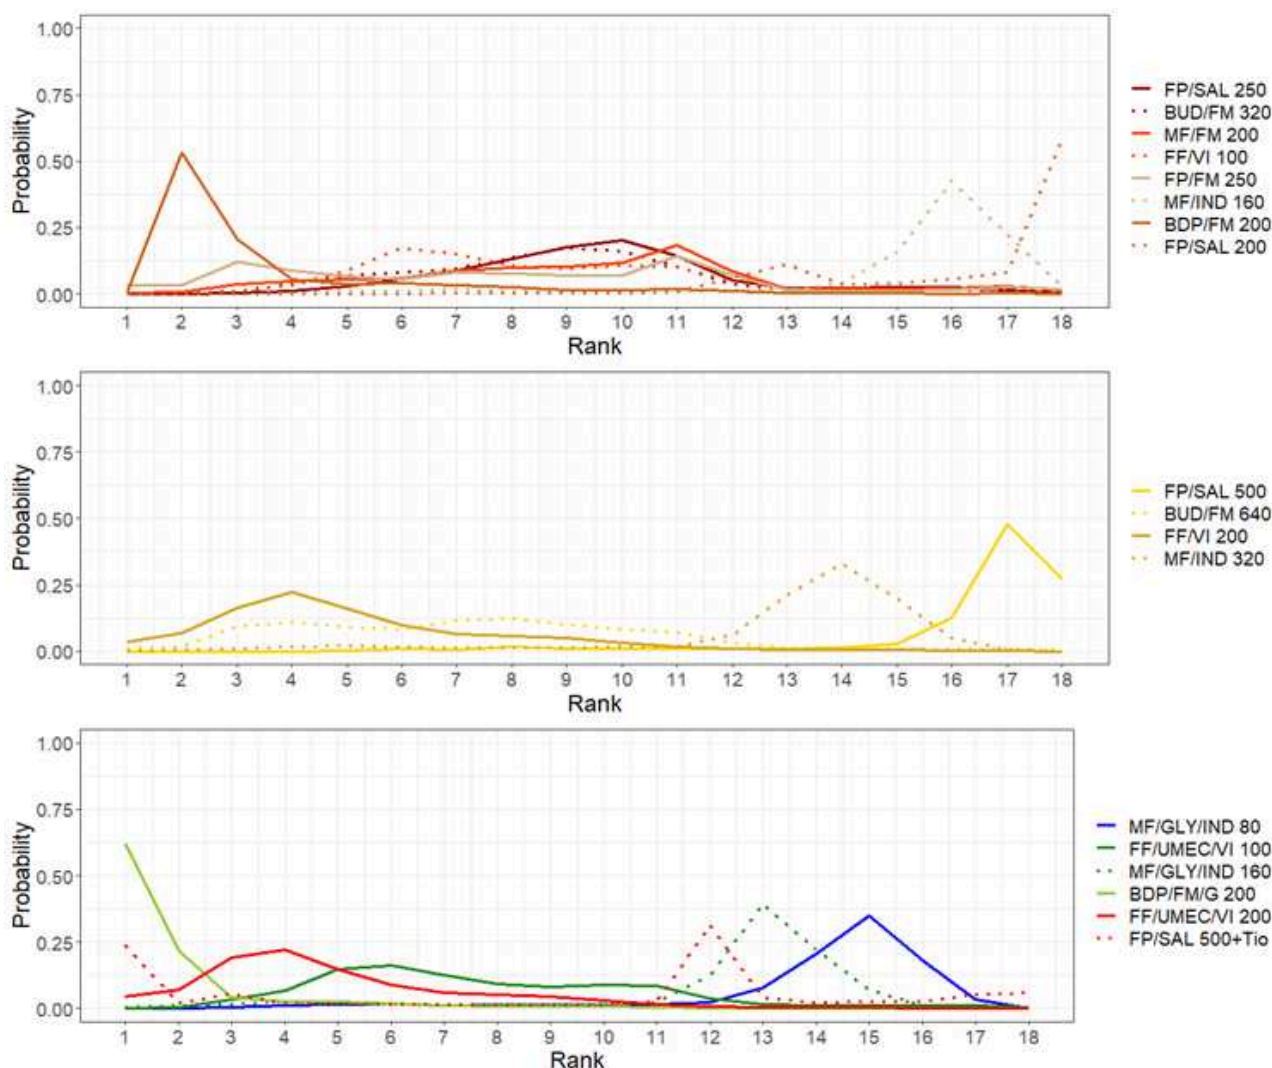 1.00
0.75
0.50
0.25
0.00
Probability
1 2 3 4 5 6 7 8 9 10 11 12 13 14 15 16 17 18
Rank
FP/SAL 250
BUD/FM 320
MF/FM 200
FF/VI 100
FP/FM 250
MF/IND 160
BDP/FM 200
FP/SAL 200
1.00
0.75
0.50
0.25
0.00
Probability
1 2 3 4 5 6 7 8 9 10 11 12 13 14 15 16 17 18
Rank
FP/SAL 500
BUD/FM 640
FF/VI 200
MF/IND 320
1.00
0.75
0.50
0.25
0.00
Probability
1 2 3 4 5 6 7 8 9 10 11 12 13 14 15 16 17 18
Rank
MF/GLY/IND 80
FF/UMEC/VI 100
MF/GLY/IND 160
BDP/FM/G 200
FF/UMEC/VI 200
FP/SAL 500+Tio